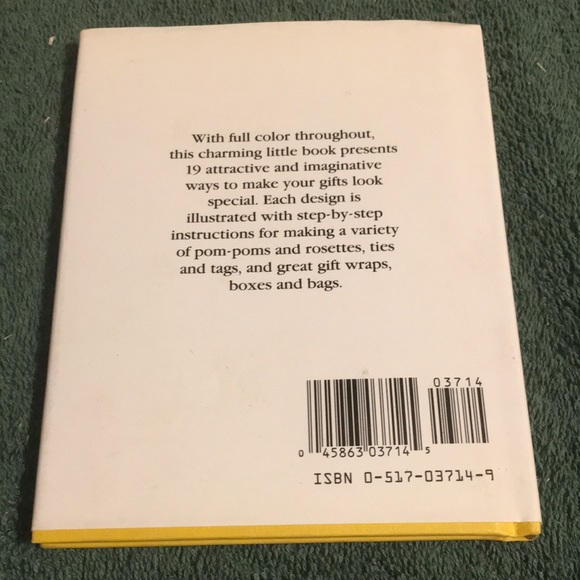 With full color throughout,
this charming little book presents
19 attractive and imaginative
ways to make your gifts look
special. Each design is
illustrated with step-by-step
instructions for making a variety
of pom-poms and rosettes, ties
and tags, and great gift wraps,
boxes and bags.
03714
0 45863 03714 5
ISBN 0-517-03714-9